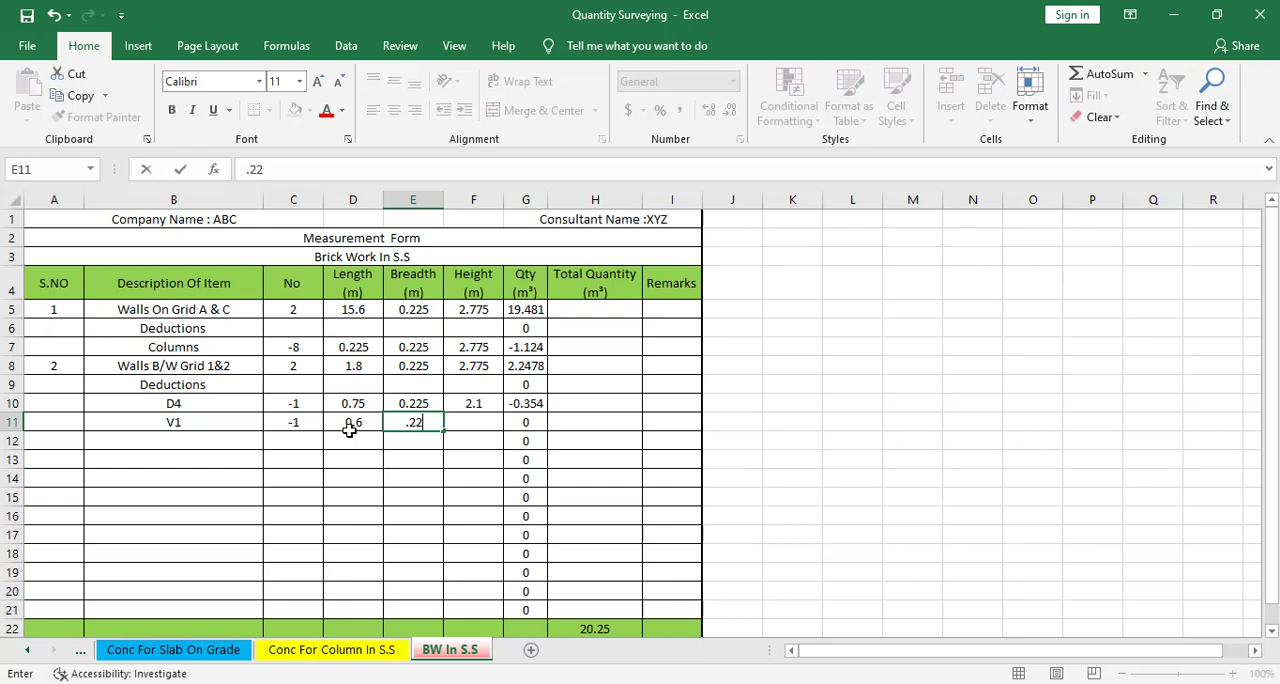 Quantity Surveying - Excel
Sign in
File Home Insert Page Layout Formulas Data Review View Help Tell me what you want to do Share
Paste Cut Copy Format Painter Clipboard
Calibri 11 A A B I U A Font
ab Wrap Text Merge & Center Alignment
General $ % , .0 .00 .00 .0 Number
Conditional Formatting Format as Table Cell Styles Styles
Insert Delete Format Cells
AutoSum Fill Clear Sort & Filter Find & Select Editing
E11 fx .22
A B C D E F G H I J K L M N O P Q R
1 Company Name : ABC Consultant Name :XYZ
2 Measurement Form
3 Brick Work In S.S
4 S.NO Description Of Item No Length (m) Breadth (m) Height (m) Qty (m³) Total Quantity (m³) Remarks
5 1 Walls On Grid A & C 2 15.6 0.225 2.775 19.481
6 Deductions 0
7 Columns -8 0.225 0.225 2.775 -1.124
8 2 Walls B/W Grid 1&2 2 1.8 0.225 2.775 2.2478
9 Deductions 0
10 D4 -1 0.75 0.225 2.1 -0.354
11 V1 -1 0.6 .22 0
12 0
13 0
14 0
15 0
16 0
17 0
18 0
19 0
20 0
21 0
22 20.25
... Conc For Slab On Grade Conc For Column In S.S BW In S.S
Enter Accessibility: Investigate 100%